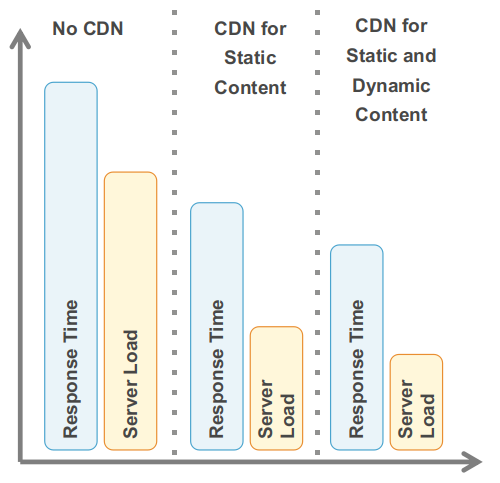 No CDN
CDN for
Static
Content
CDN for
Static and
Dynamic
Content
Response Time
Server Load
Response Time
Server
Load
Response Time
Server
Load